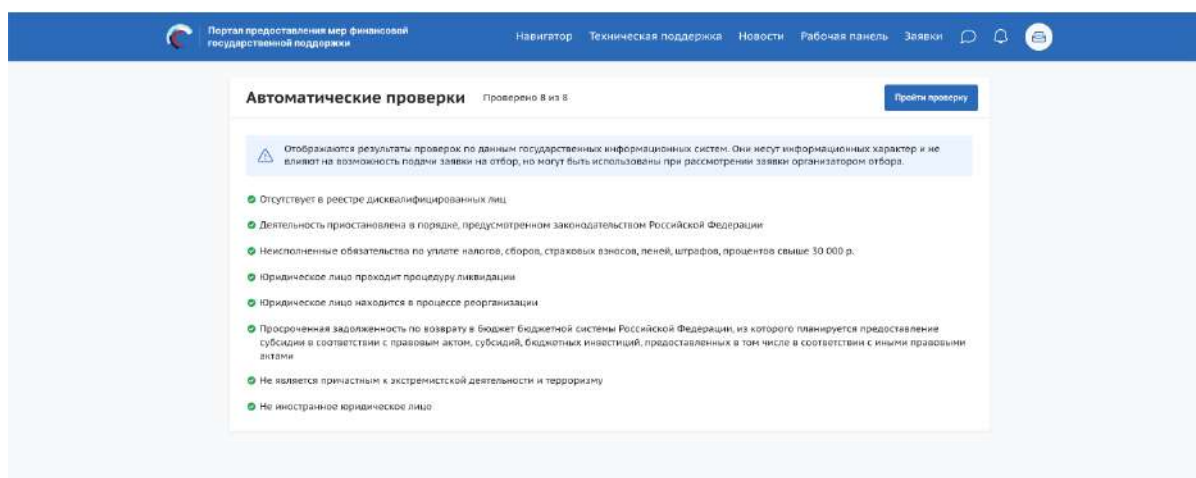 Портал предоставления мер финансовой
государственной поддержки
Навигатор Техническая поддержка Новости Рабочая панель Заявки
Автоматические проверки Проверено 8 из 8 Пройти проверку
Отображаются результаты проверок по данным государственных информационных систем. Они несут информационных характер и не
влияют на возможность подачи заявки на отбор, но могут быть использованы при рассмотрении заявки организатором отбора.
Отсутствует в реестре дисквалифицированных лиц
Деятельность приостановлена в порядке, предусмотренном законодательством Российской Федерации
Неисполненные обязательства по уплате налогов, сборов, страховых взносов, пеней, штрафов, процентов свыше 30 000 р.
Юридическое лицо проходит процедуру ликвидации
Юридическое лицо находится в процессе реорганизации
Просроченная задолженность по возврату в бюджет бюджетной системы Российской Федерации, из которого планируется предоставление
субсидии в соответствии с правовым актом, субсидий, бюджетных инвестиций, предоставленных в том числе в соответствии с иными правовыми
актами
Не является причастным к экстремистской деятельности и терроризму
Не иностранное юридическое лицо